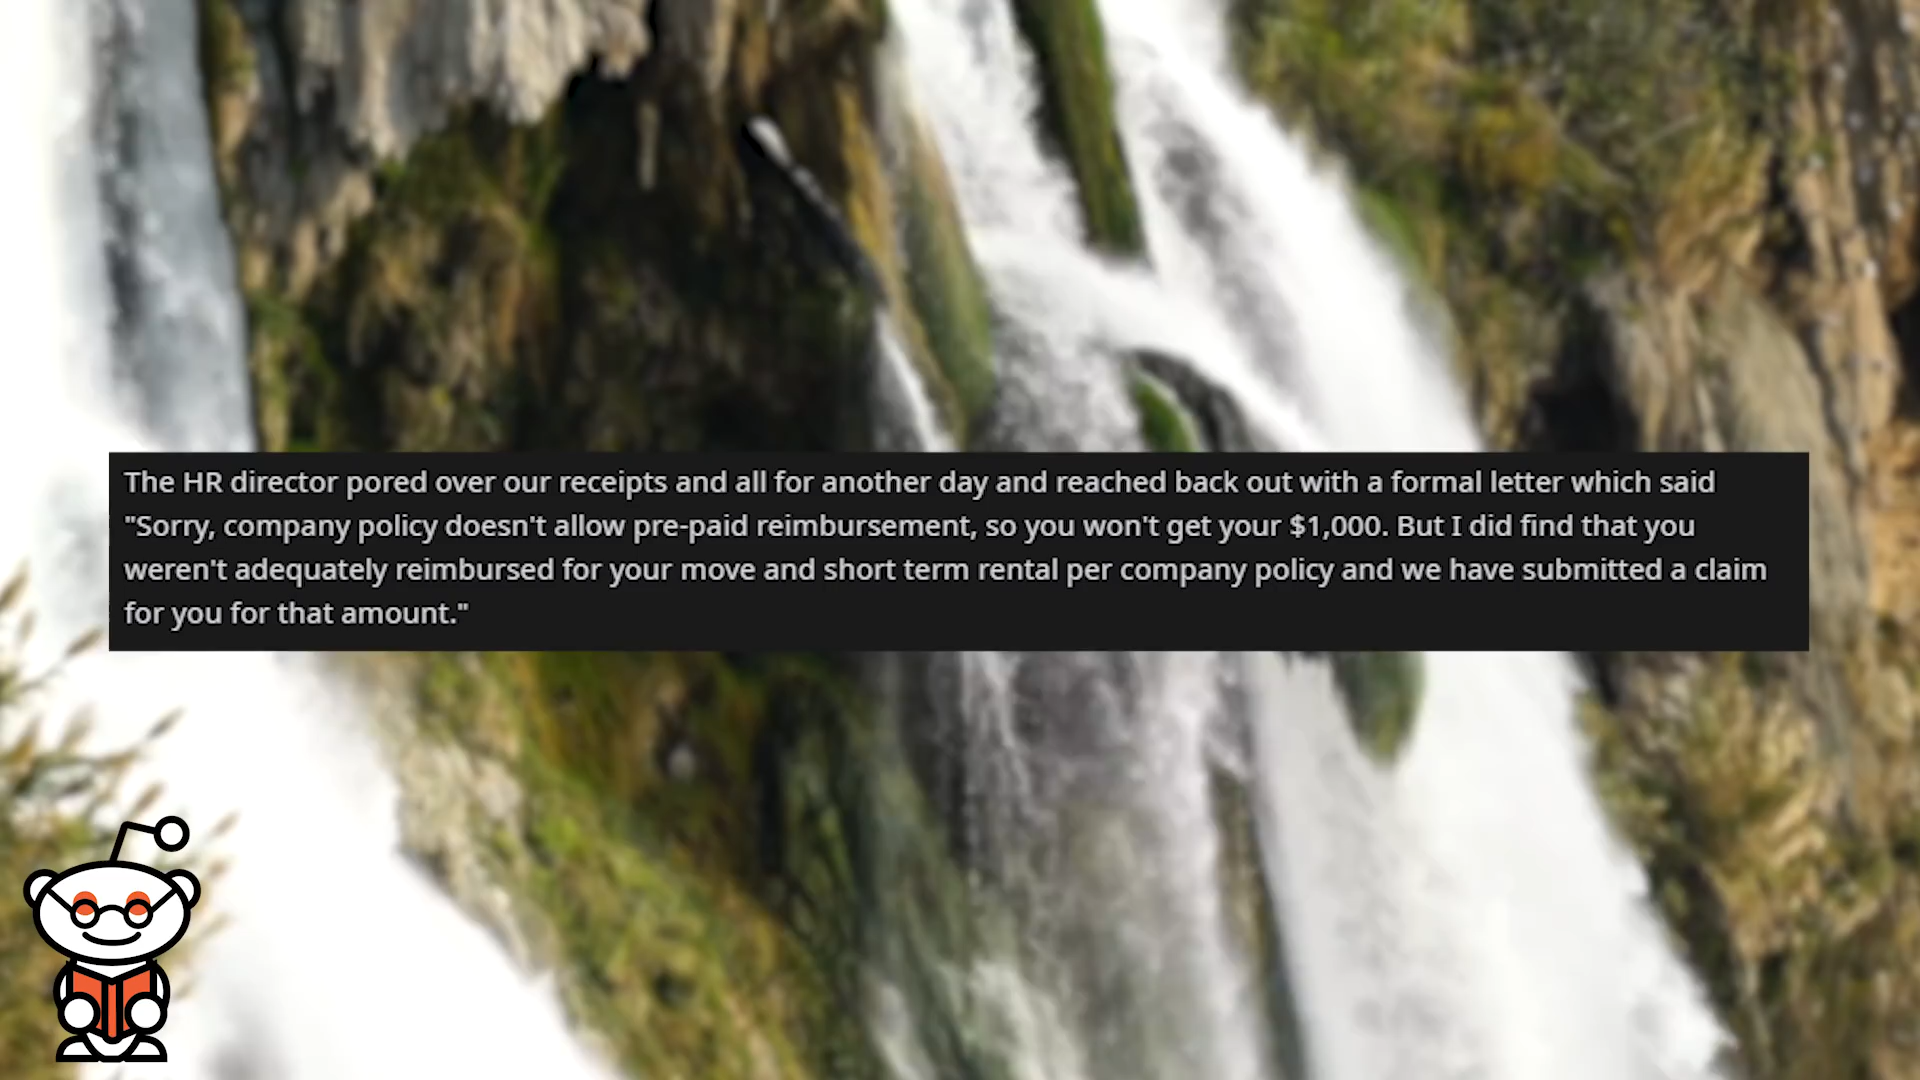 The HR director pored over our receipts and all for another day and reached back out with a formal letter which said
"Sorry, company policy doesn't allow pre-paid reimbursement, so you won't get your $1,000. But I did find that you
weren't adequately reimbursed for your move and short term rental per company policy and we have submitted a claim
for you for that amount."